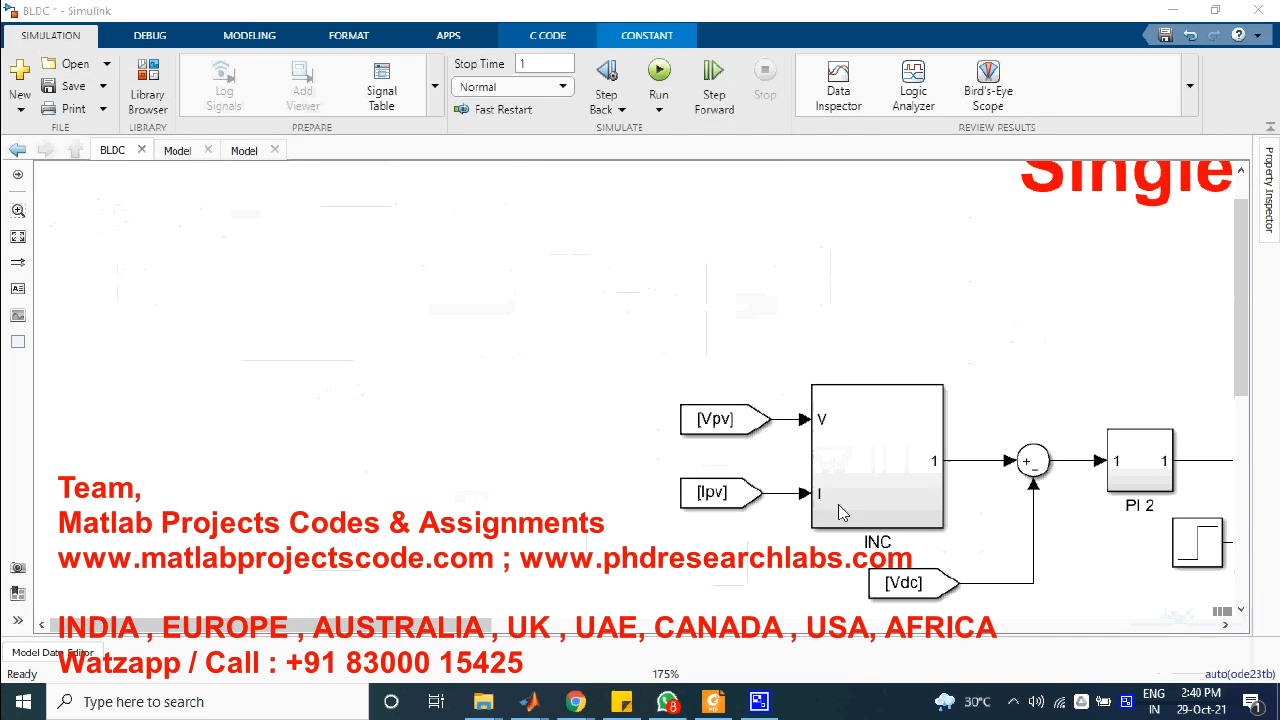 BLDC * - Simulink
SIMULATION DEBUG MODELING FORMAT APPS C CODE CONSTANT
New
Open
Save
Print
FILE
Library Browser
LIBRARY
Log Signals
Add Viewer
Signal Table
PREPARE
Stop Time 1
Normal
Fast Restart
Step Back
Run
Step Forward
Stop
SIMULATE
Data Inspector
Logic Analyzer
Bird's-Eye Scope
REVIEW RESULTS
BLDC Model Model
Property Inspector
Single
[Vpv] V
1 + - 1 1
[Ipv] I
PI 2
INC
[Vdc]
Team,
Matlab Projects Codes & Assignments
www.matlabprojectscode.com ; www.phdresearchlabs.com
INDIA , EUROPE , AUSTRALIA , UK , UAE, CANADA , USA, AFRICA
Watzapp / Call : +91 83000 15425
Model Data Editor
Ready 175% auto(ode23tb)
Type here to search
8
30°C
ENG
IN
2:40 PM
29-Oct-21
1